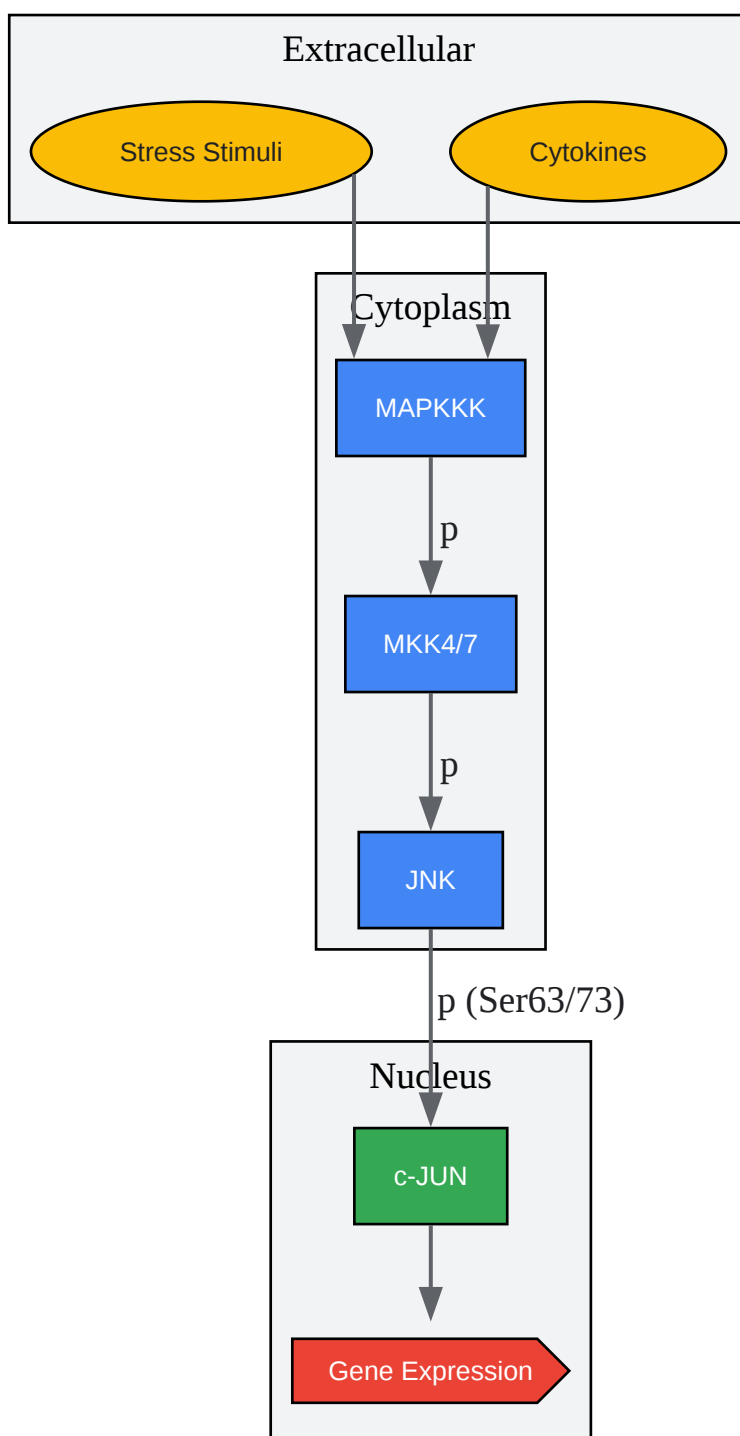 Extracellular
Stress Stimuli
Cytokines
Cytoplasm
MAPKKK
p
MKK4/7
p
JNK
p (Ser63/73)
Nucleus
c-JUN
Gene Expression